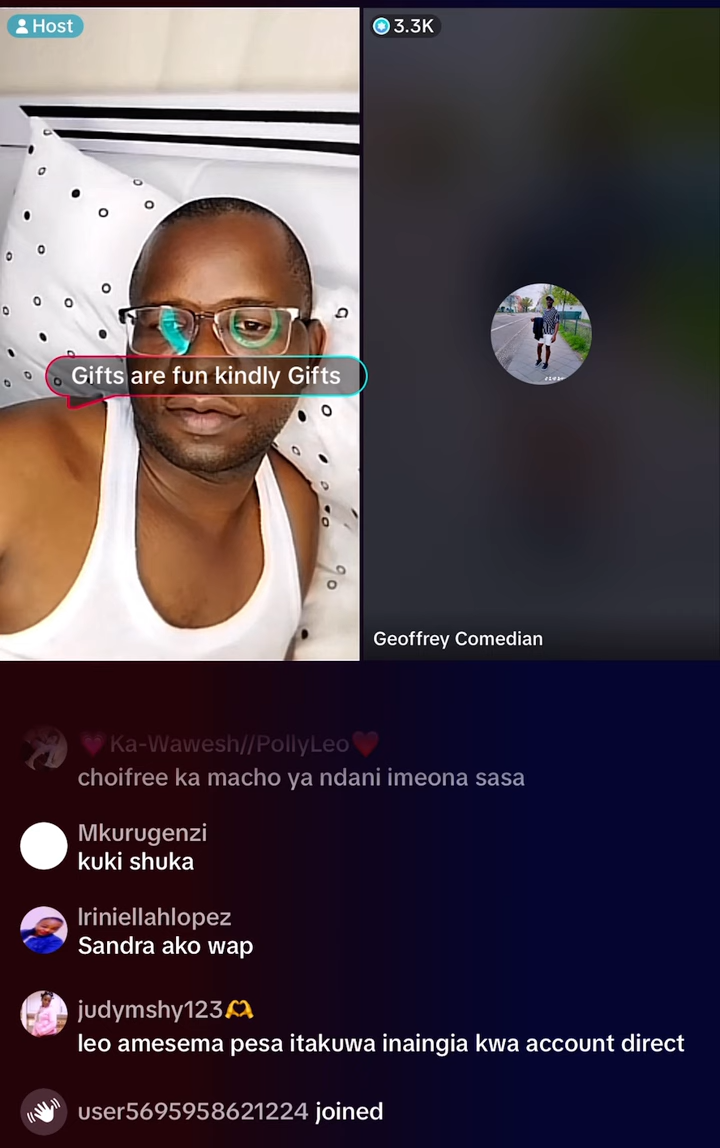 Host
3.3K
Gifts are fun kindly Gifts
Geoffrey Comedian
💗Ka-Wawesh//PollyLeo❤️
choifree ka macho ya ndani imeona sasa
Mkurugenzi
kuki shuka
lriniellahlopez
Sandra ako wap
judymshy123🫶
leo amesema pesa itakuwa inaingia kwa account direct
user5695958621224 joined